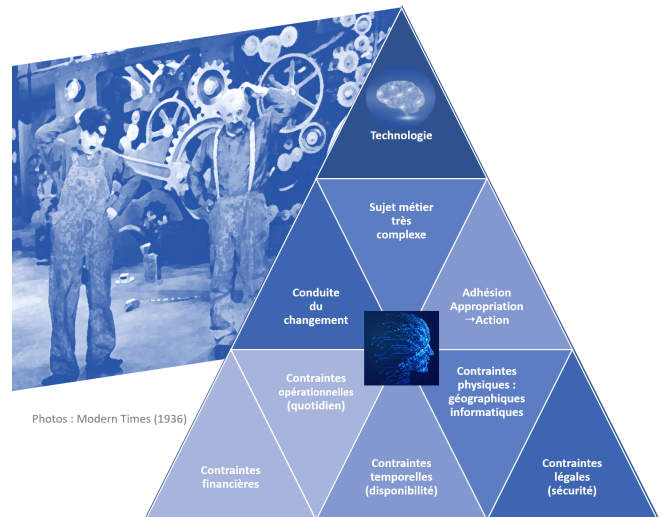 Technologie
Sujet métier
très
complexe
Conduite
du
changement
Adhésion
Appropriation
→Action
Contraintes
opérationnelles
(quotidien)
Contraintes
physiques :
géographiques
informatiques
Photos : Modern Times (1936)
Contraintes
financières
Contraintes
temporelles
(disponibilité)
Contraintes
légales
(sécurité)